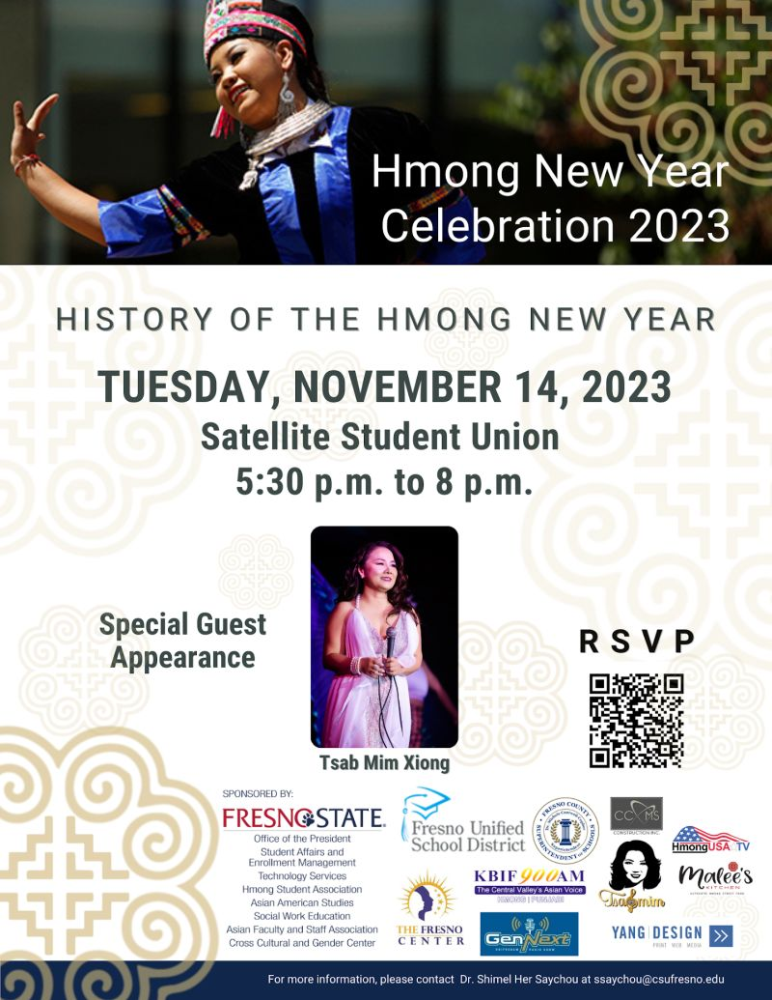 Hmong New Year
Celebration 2023
HISTORY OF THE HMONG NEW YEAR
TUESDAY, NOVEMBER 14, 2023
Satellite Student Union
5:30 p.m. to 8 p.m.
Special Guest
Appearance
Tsab Mim Xiong
RSVP
SPONSORED BY:
FRESNO STATE.
Office of the President
Student Affairs and
Enrollment Management
Technology Services
Hmong Student Association
Asian American Studies
Social Work Education
Asian Faculty and Staff Association
Cross Cultural and Gender Center
Fresno Unified
School District
FRESNO COUNTY
SUPERINTENDENT OF SCHOOLS
CONSTRUCTION INC.
HmongUSA TV
KBIF 900AM
The Central Valley's Asian Voice
HMONG | PUNJABI
Tsabmim
Malee's
KITCHEN
AUTHENTIC HMONG STREET FOOD
THE FRESNO
CENTER
GenNext
YANG | DESIGN
PRINT WEB MEDIA
For more information, please contact Dr. Shimel Her Saychou at ssaychou@csufresno.edu